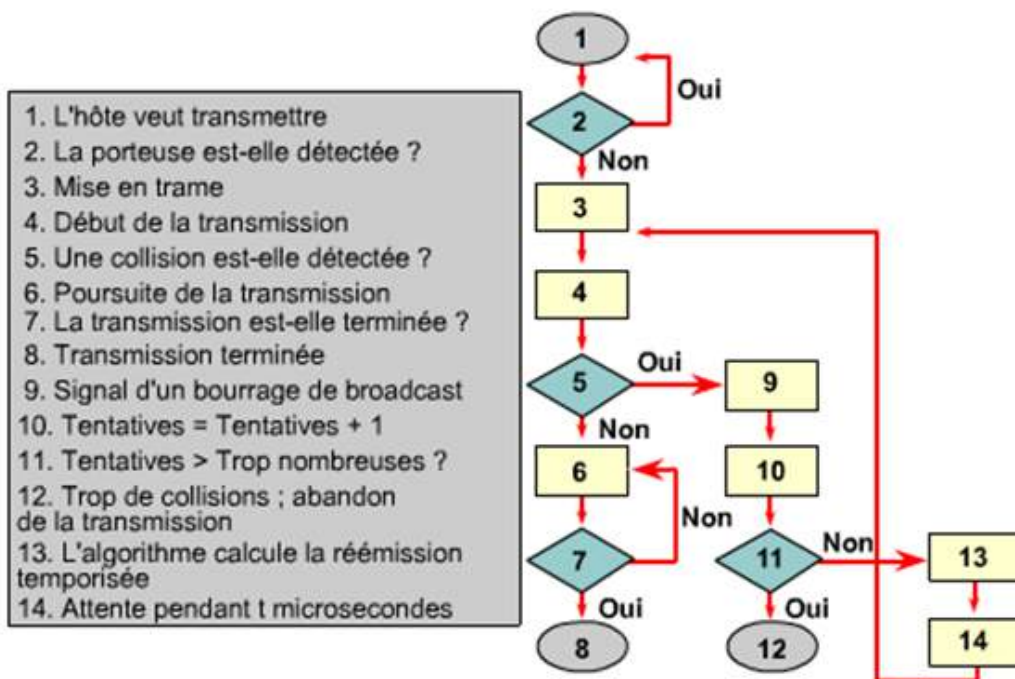 1. L'hôte veut transmettre
2. La porteuse est-elle détectée ?
3. Mise en trame
4. Début de la transmission
5. Une collision est-elle détectée ?
6. Poursuite de la transmission
7. La transmission est-elle terminée ?
8. Transmission terminée
9. Signal d'un bourrage de broadcast
10. Tentatives = Tentatives + 1
11. Tentatives > Trop nombreuses ?
12. Trop de collisions ; abandon
de la transmission
13. L'algorithme calcule la réémission
temporisée
14. Attente pendant t microsecondes
1
Oui
2
Non
3
4
Oui
5
9
Non
6
10
Non
Non
7
11
13
Oui
Oui
8
12
14